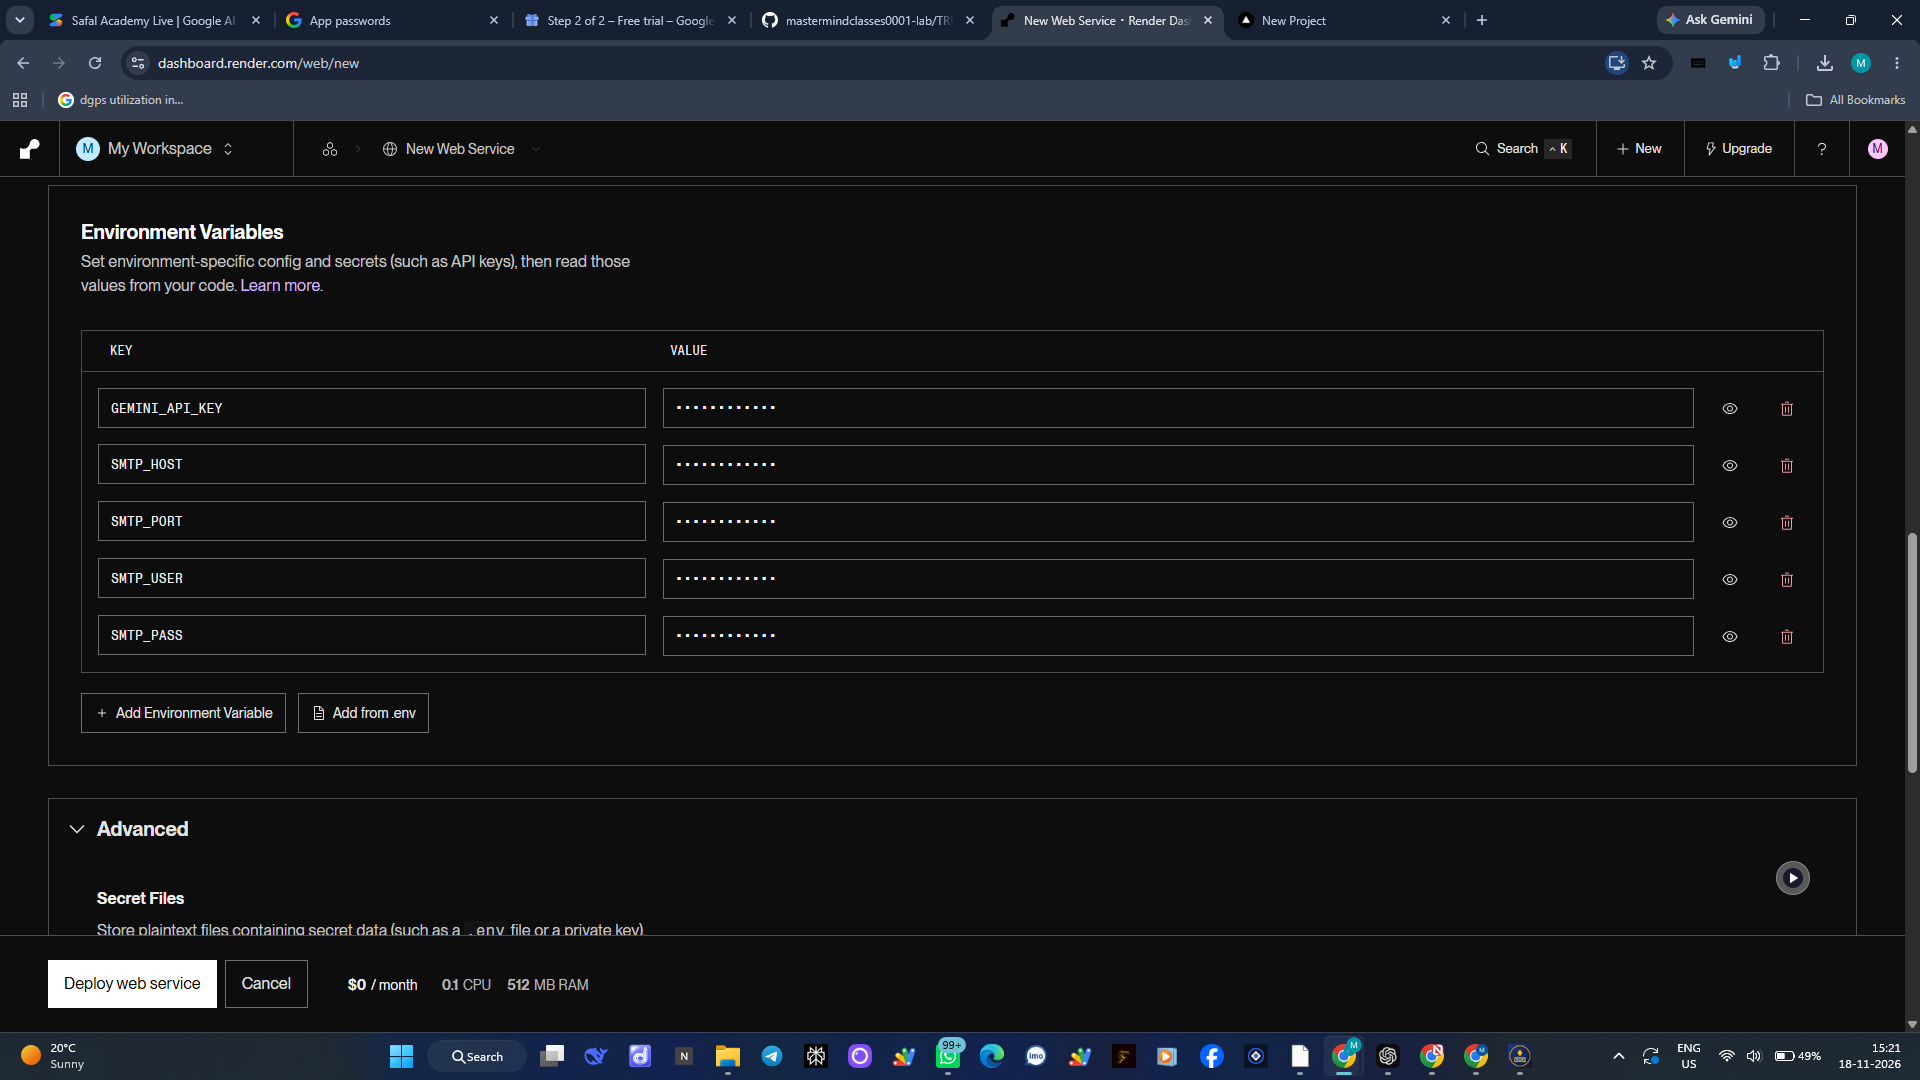 Safal Academy Live | Google AI
App passwords
Step 2 of 2 – Free trial – Google
mastermindclasses0001-lab/TR
New Web Service • Render Das
New Project
Ask Gemini
dashboard.render.com/web/new
M
dgps utilization in...
All Bookmarks
M My Workspace
New Web Service
Search ^ K
+ New
Upgrade
?
M
Environment Variables
Set environment-specific config and secrets (such as API keys), then read those
values from your code. Learn more.
KEY VALUE
GEMINI_API_KEY ••••••••••••
SMTP_HOST ••••••••••••
SMTP_PORT ••••••••••••
SMTP_USER ••••••••••••
SMTP_PASS ••••••••••••
+ Add Environment Variable
Add from .env
Advanced
Secret Files
Store plaintext files containing secret data (such as a .env file or a private key).
Deploy web service
Cancel
$0 / month
0.1 CPU
512 MB RAM
20°C
Sunny
Search
99+
imo
M
ENG
US
49%
15:21
18-11-2026